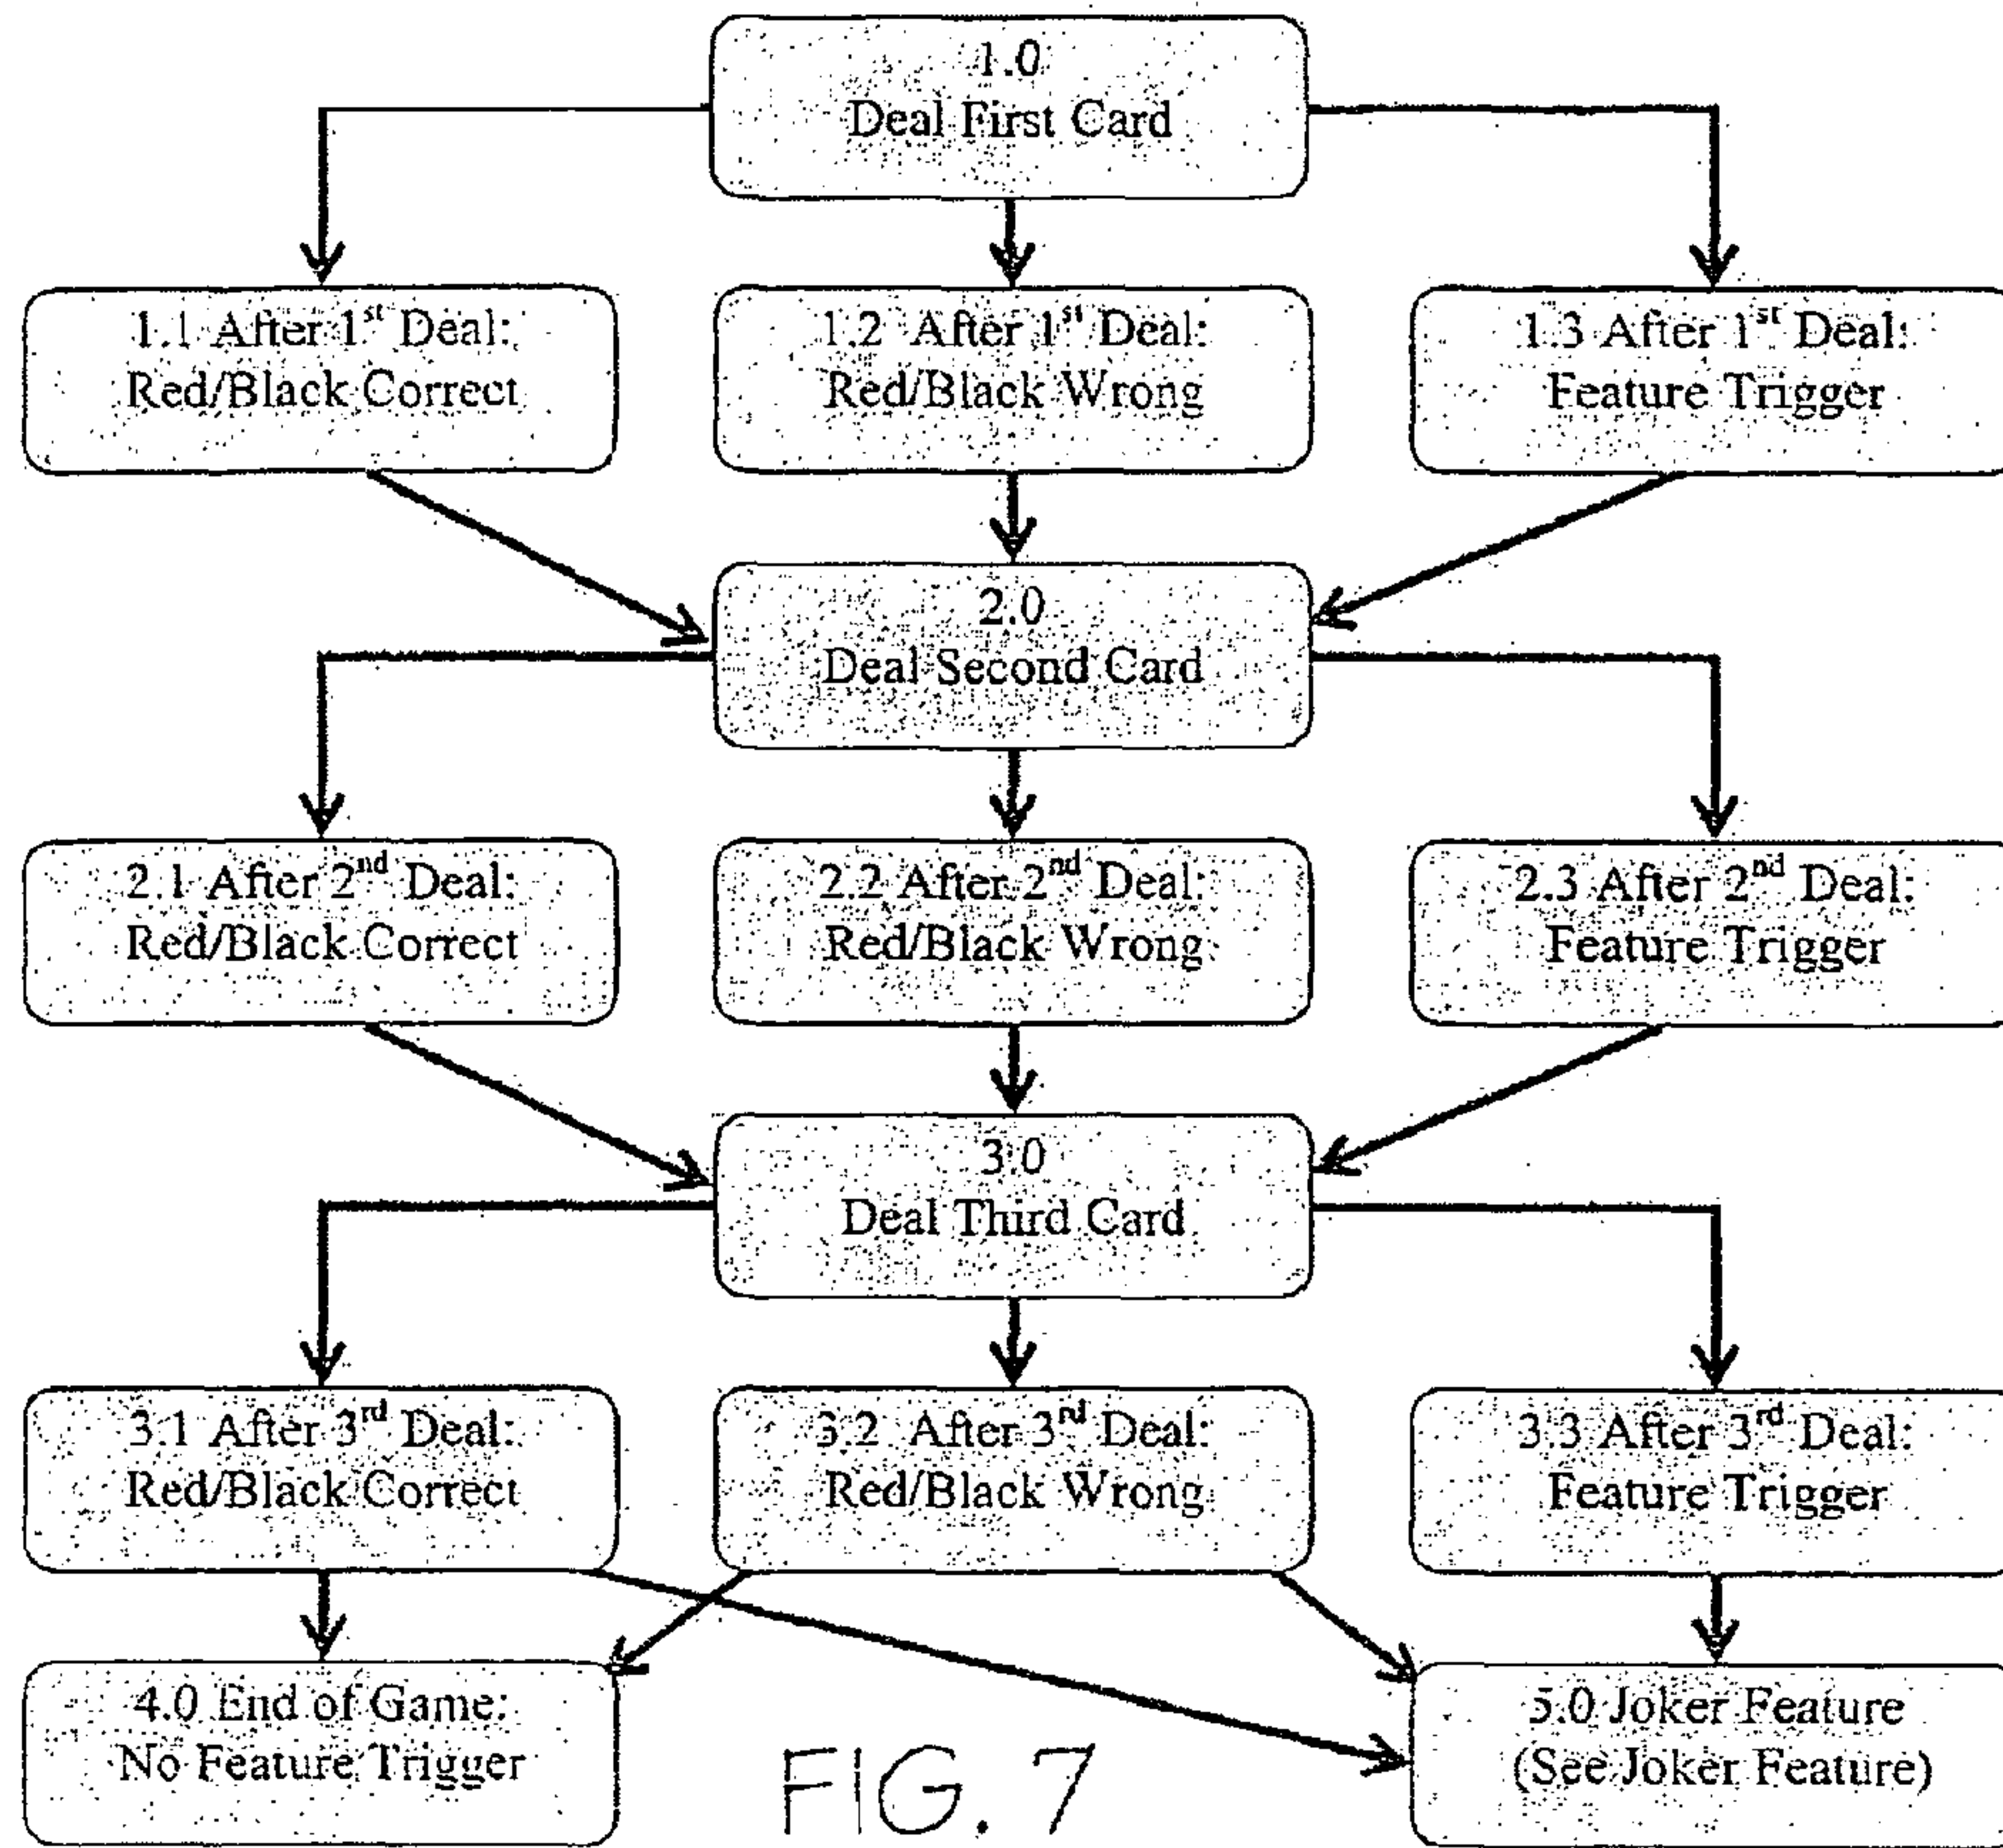 1.0
Deal First Card
1.1 After 1st Deal:
Red/Black Correct
1.2 After 1st Deal:
Red/Black Wrong
1.3 After 1st Deal:
Feature Trigger
2.0
Deal Second Card
2.1 After 2nd Deal:
Red/Black Correct
2.2 After 2nd Deal:
Red/Black Wrong
2.3 After 2nd Deal:
Feature Trigger
3.0
Deal Third Card
3.1 After 3rd Deal:
Red/Black Correct
3.2 After 3rd Deal:
Red/Black Wrong
3.3 After 3rd Deal:
Feature Trigger
4.0 End of Game:
No Feature Trigger
5.0 Joker Feature
(See Joker Feature)
FIG. 7